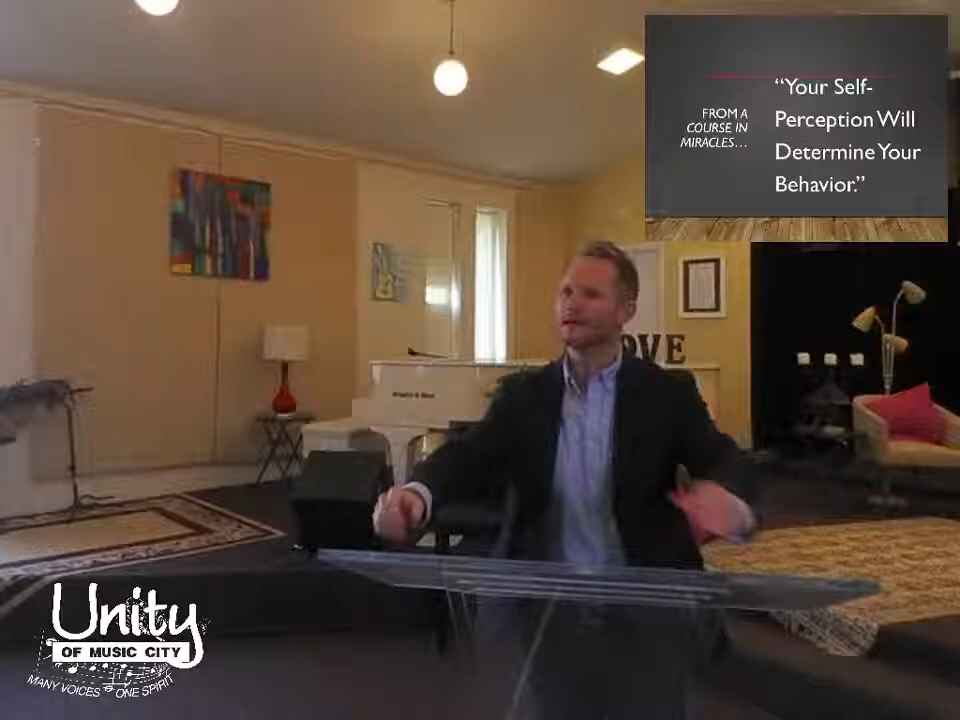 FROM A
COURSE IN
MIRACLES...
“Your Self-
Perception Will
Determine Your
Behavior.”
OVE
Unity
OF MUSIC CITY
MANY VOICES ONE SPIRIT